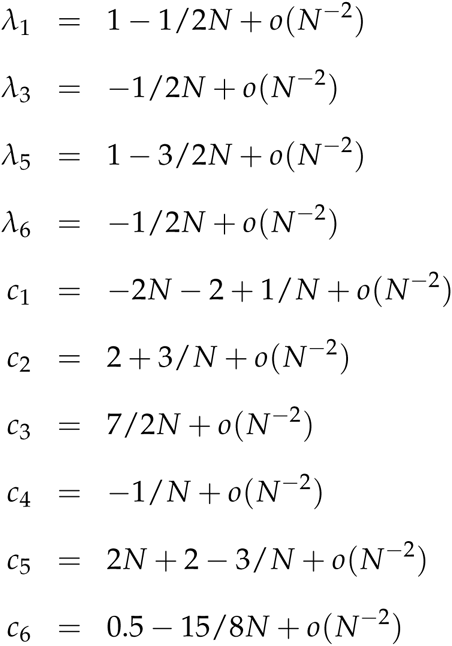 λ₁ = 1 − 1/2N + o(N⁻²)
λ₃ = −1/2N + o(N⁻²)
λ₅ = 1 − 3/2N + o(N⁻²)
λ₆ = −1/2N + o(N⁻²)
c₁ = −2N − 2 + 1/N + o(N⁻²)
c₂ = 2 + 3/N + o(N⁻²)
c₃ = 7/2N + o(N⁻²)
c₄ = −1/N + o(N⁻²)
c₅ = 2N + 2 − 3/N + o(N⁻²)
c₆ = 0.5 − 15/8N + o(N⁻²)